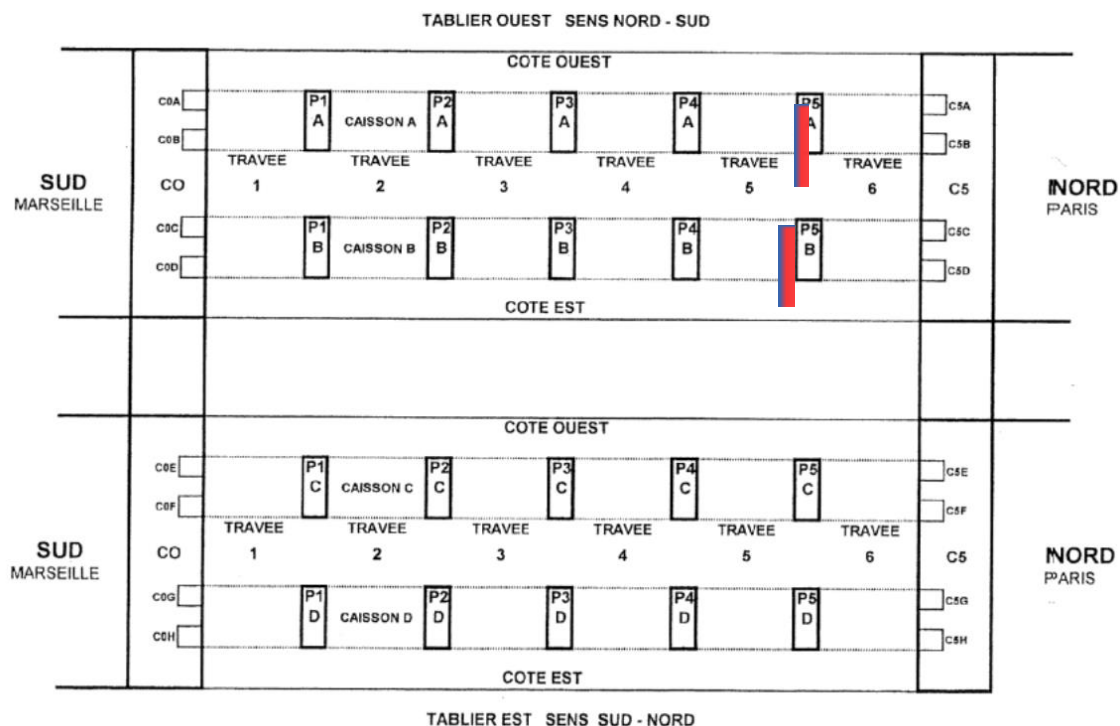 TABLIER OUEST SENS NORD - SUD
COTE OUEST
C0A P1 P2 P3 P4 P5 C5A
A CAISSON A A A A A
C0B C5B
TRAVEE TRAVEE TRAVEE TRAVEE TRAVEE TRAVEE
SUD CO 1 2 3 4 5 6 C5 NORD
MARSEILLE PARIS
C0C P1 P2 P3 P4 P5 C5C
B CAISSON B B B B B
C0D C5D
COTE EST
COTE OUEST
C0E P1 P2 P3 P4 P5 C5E
C CAISSON C C C C C
C0F C5F
TRAVEE TRAVEE TRAVEE TRAVEE TRAVEE TRAVEE
SUD CO 1 2 3 4 5 6 C5 NORD
MARSEILLE PARIS
C0G P1 P2 P3 P4 P5 C5G
D CAISSON D D D D D
C0H C5H
COTE EST
TABLIER EST SENS SUD - NORD